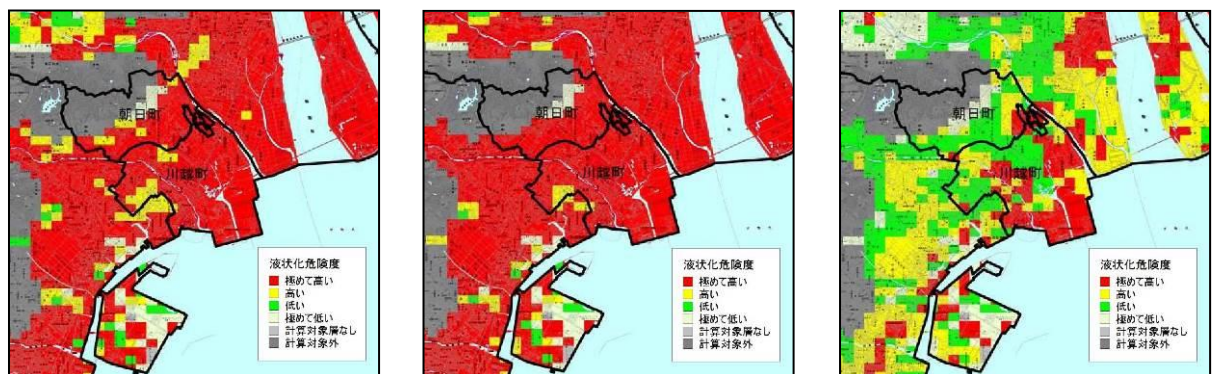 朝日町
川越町
液状化危険度
極めて高い
高い
低い
極めて低い
計算対象層なし
計算対象外
朝日町
川越町
液状化危険度
極めて高い
高い
低い
極めて低い
計算対象層なし
計算対象外
朝日町
川越町
液状化危険度
極めて高い
高い
低い
極めて低い
計算対象層なし
計算対象外